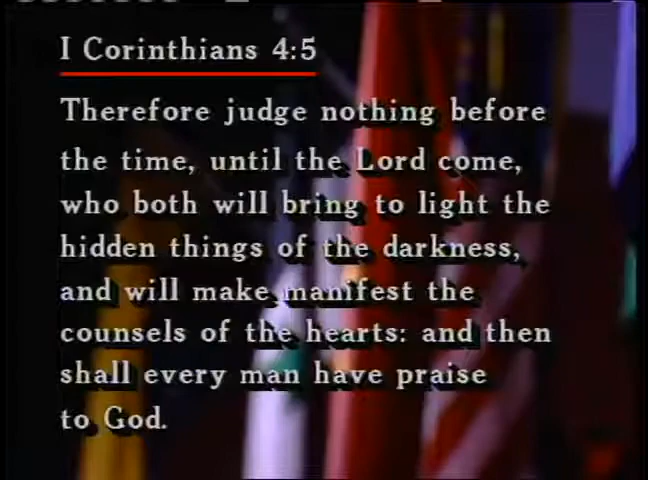 I Corinthians 4:5
Therefore judge nothing before
the time, until the Lord come,
who both will bring to light the
hidden things of the darkness,
and will make manifest the
counsels of the hearts: and then
shall every man have praise
to God.